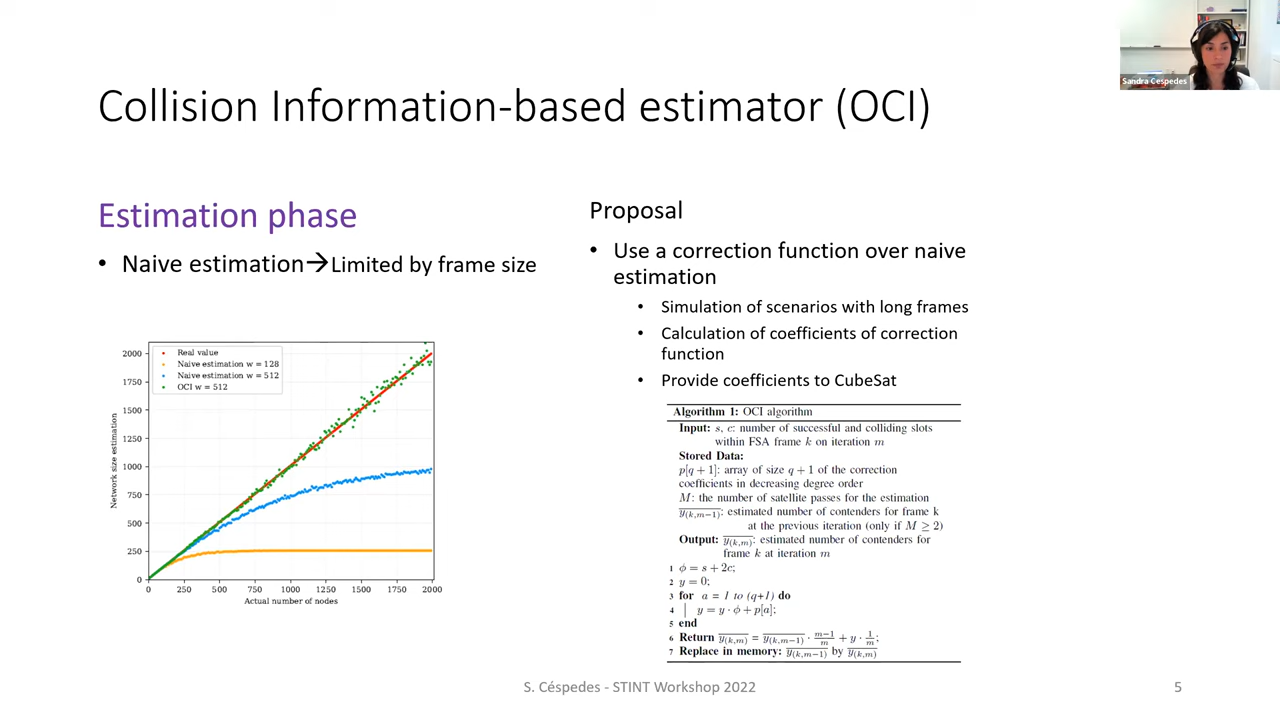 Sandra Cespedes
Collision Information-based estimator (OCI)
Estimation phase
• Naive estimation→Limited by frame size
Real value
Naive estimation w = 128
Naive estimation w = 512
OCI w = 512
2000
1750
1500
1250
1000
750
500
250
0
Network size estimation
0 250 500 750 1000 1250 1500 1750 2000
Actual number of nodes
Proposal
• Use a correction function over naive
estimation
• Simulation of scenarios with long frames
• Calculation of coefficients of correction
function
• Provide coefficients to CubeSat
Algorithm 1: OCI algorithm
Input: s, c: number of successful and colliding slots
within FSA frame k on iteration m
Stored Data:
p[q + 1]: array of size q + 1 of the correction
coefficients in decreasing degree order
M: the number of satellite passes for the estimation
y̅(k,m−1): estimated number of contenders for frame k
at the previous iteration (only if M ≥ 2)
Output: y̅(k,m): estimated number of contenders for
frame k at iteration m
1 ϕ = s + 2c;
2 y = 0;
3 for a = 1 to (q+1) do
4 y = y · ϕ + p[a];
5 end
6 Return y̅(k,m) = y̅(k,m−1) · m−1/m + y · 1/m;
7 Replace in memory: y̅(k,m−1) by y̅(k,m)
S. Céspedes - STINT Workshop 2022
5